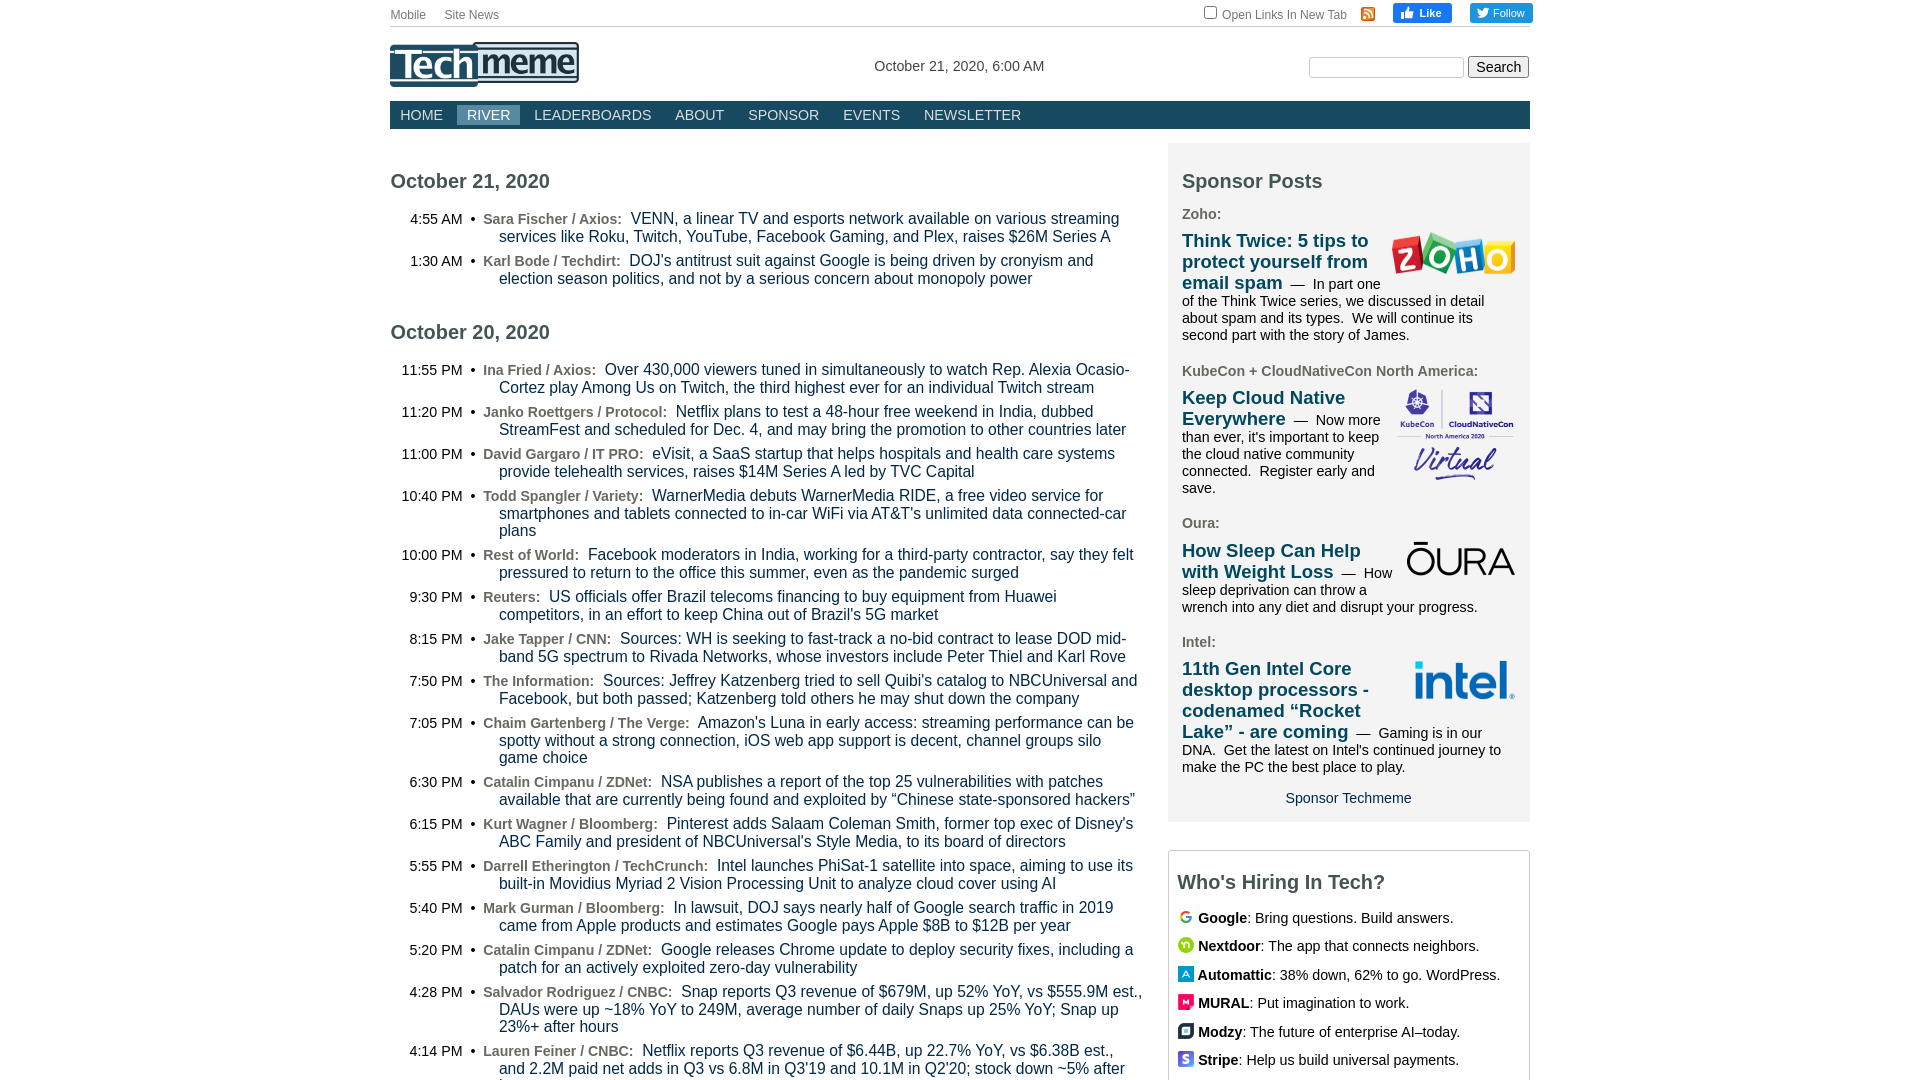 Mobile Site News Open Links In New Tab Like Follow
Techmeme
October 21, 2020, 6:00 AM
Search
HOME RIVER LEADERBOARDS ABOUT SPONSOR EVENTS NEWSLETTER
October 21, 2020
4:55 AM • Sara Fischer / Axios: VENN, a linear TV and esports network available on various streaming
services like Roku, Twitch, YouTube, Facebook Gaming, and Plex, raises $26M Series A
1:30 AM • Karl Bode / Techdirt: DOJ's antitrust suit against Google is being driven by cronyism and
election season politics, and not by a serious concern about monopoly power
October 20, 2020
11:55 PM • Ina Fried / Axios: Over 430,000 viewers tuned in simultaneously to watch Rep. Alexia Ocasio-
Cortez play Among Us on Twitch, the third highest ever for an individual Twitch stream
11:20 PM • Janko Roettgers / Protocol: Netflix plans to test a 48-hour free weekend in India, dubbed
StreamFest and scheduled for Dec. 4, and may bring the promotion to other countries later
11:00 PM • David Gargaro / IT PRO: eVisit, a SaaS startup that helps hospitals and health care systems
provide telehealth services, raises $14M Series A led by TVC Capital
10:40 PM • Todd Spangler / Variety: WarnerMedia debuts WarnerMedia RIDE, a free video service for
smartphones and tablets connected to in-car WiFi via AT&T's unlimited data connected-car
plans
10:00 PM • Rest of World: Facebook moderators in India, working for a third-party contractor, say they felt
pressured to return to the office this summer, even as the pandemic surged
9:30 PM • Reuters: US officials offer Brazil telecoms financing to buy equipment from Huawei
competitors, in an effort to keep China out of Brazil's 5G market
8:15 PM • Jake Tapper / CNN: Sources: WH is seeking to fast-track a no-bid contract to lease DOD mid-
band 5G spectrum to Rivada Networks, whose investors include Peter Thiel and Karl Rove
7:50 PM • The Information: Sources: Jeffrey Katzenberg tried to sell Quibi's catalog to NBCUniversal and
Facebook, but both passed; Katzenberg told others he may shut down the company
7:05 PM • Chaim Gartenberg / The Verge: Amazon's Luna in early access: streaming performance can be
spotty without a strong connection, iOS web app support is decent, channel groups silo
game choice
6:30 PM • Catalin Cimpanu / ZDNet: NSA publishes a report of the top 25 vulnerabilities with patches
available that are currently being found and exploited by “Chinese state-sponsored hackers”
6:15 PM • Kurt Wagner / Bloomberg: Pinterest adds Salaam Coleman Smith, former top exec of Disney's
ABC Family and president of NBCUniversal's Style Media, to its board of directors
5:55 PM • Darrell Etherington / TechCrunch: Intel launches PhiSat-1 satellite into space, aiming to use its
built-in Movidius Myriad 2 Vision Processing Unit to analyze cloud cover using AI
5:40 PM • Mark Gurman / Bloomberg: In lawsuit, DOJ says nearly half of Google search traffic in 2019
came from Apple products and estimates Google pays Apple $8B to $12B per year
5:20 PM • Catalin Cimpanu / ZDNet: Google releases Chrome update to deploy security fixes, including a
patch for an actively exploited zero-day vulnerability
4:28 PM • Salvador Rodriguez / CNBC: Snap reports Q3 revenue of $679M, up 52% YoY, vs $555.9M est.,
DAUs were up ~18% YoY to 249M, average number of daily Snaps up 25% YoY; Snap up
23%+ after hours
4:14 PM • Lauren Feiner / CNBC: Netflix reports Q3 revenue of $6.44B, up 22.7% YoY, vs $6.38B est.,
and 2.2M paid net adds in Q3 vs 6.8M in Q3'19 and 10.1M in Q2'20; stock down ~5% after
Sponsor Posts
Zoho:
Think Twice: 5 tips to
protect yourself from
email spam — In part one
of the Think Twice series, we discussed in detail
about spam and its types. We will continue its
second part with the story of James.
ZOHO
KubeCon + CloudNativeCon North America:
Keep Cloud Native
Everywhere — Now more
than ever, it's important to keep
the cloud native community
connected. Register early and
save.
KubeCon CloudNativeCon
North America 2020
Virtual
Oura:
How Sleep Can Help
with Weight Loss — How
sleep deprivation can throw a
wrench into any diet and disrupt your progress.
ŌURA
Intel:
11th Gen Intel Core
desktop processors -
codenamed “Rocket
Lake” - are coming — Gaming is in our
DNA. Get the latest on Intel's continued journey to
make the PC the best place to play.
intel®
Sponsor Techmeme
Who's Hiring In Tech?
Google: Bring questions. Build answers.
Nextdoor: The app that connects neighbors.
Automattic: 38% down, 62% to go. WordPress.
MURAL: Put imagination to work.
Modzy: The future of enterprise AI–today.
Stripe: Help us build universal payments.